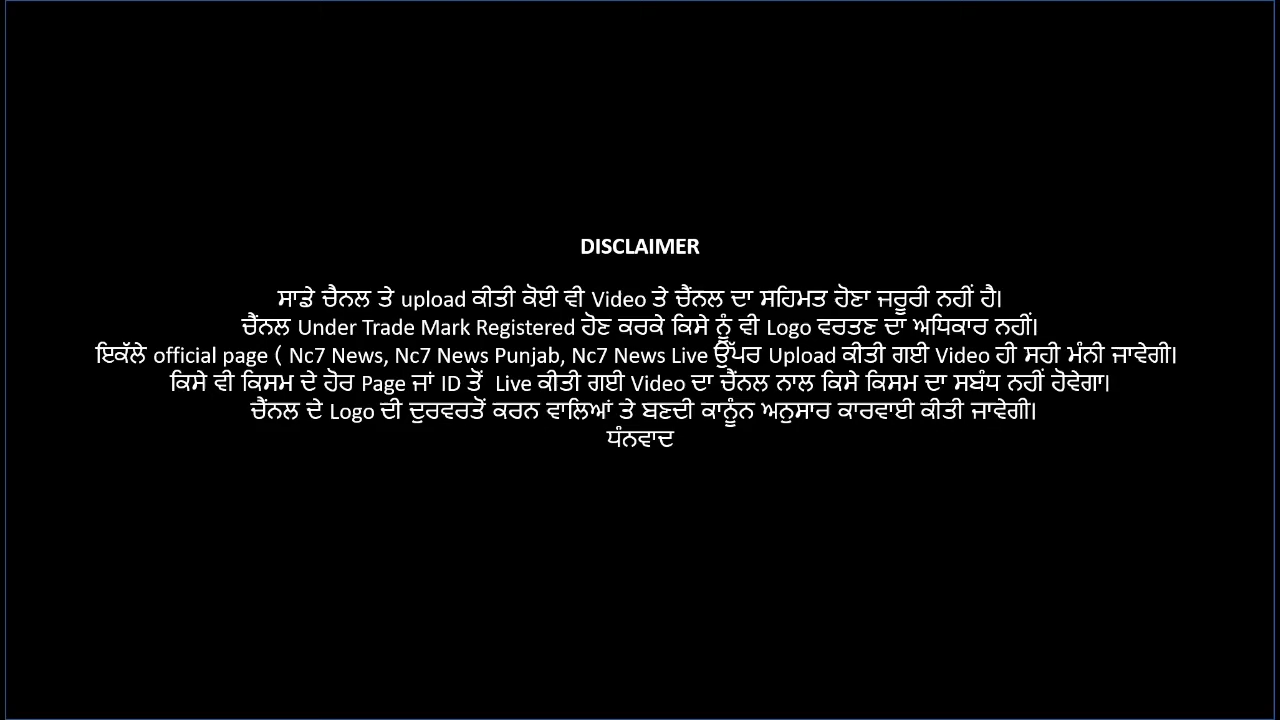 DISCLAIMER
ਸਾਡੇ ਚੈਨਲ ਤੇ upload ਕੀਤੀ ਕੋਈ ਵੀ Video ਤੇ ਚੈਂਨਲ ਦਾ ਸਹਿਮਤ ਹੋਣਾ ਜਰੂਰੀ ਨਹੀਂ ਹੈ।
ਚੈਂਨਲ Under Trade Mark Registered ਹੋਣ ਕਰਕੇ ਕਿਸੇ ਨੂੰ ਵੀ Logo ਵਰਤਣ ਦਾ ਅਧਿਕਾਰ ਨਹੀਂ।
ਇਕੱਲੇ official page ( Nc7 News, Nc7 News Punjab, Nc7 News Live ਉੱਪਰ Upload ਕੀਤੀ ਗਈ Video ਹੀ ਸਹੀ ਮੰਨੀ ਜਾਵੇਗੀ।
ਕਿਸੇ ਵੀ ਕਿਸਮ ਦੇ ਹੋਰ Page ਜਾਂ ID ਤੋਂ Live ਕੀਤੀ ਗਈ Video ਦਾ ਚੈਂਨਲ ਨਾਲ ਕਿਸੇ ਕਿਸਮ ਦਾ ਸਬੰਧ ਨਹੀਂ ਹੋਵੇਗਾ।
ਚੈਂਨਲ ਦੇ Logo ਦੀ ਦੁਰਵਰਤੋਂ ਕਰਨ ਵਾਲਿਆਂ ਤੇ ਬਣਦੀ ਕਾਨੂੰਨ ਅਨੁਸਾਰ ਕਾਰਵਾਈ ਕੀਤੀ ਜਾਵੇਗੀ।
ਧੰਨਵਾਦ